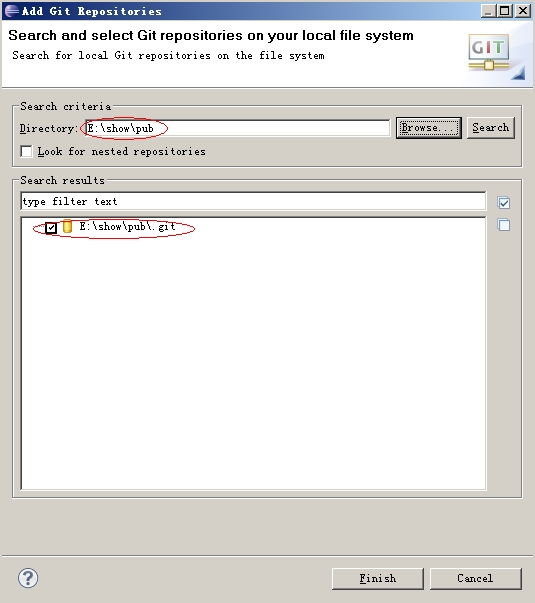 Add Git Repositories
Search and select Git repositories on your local file system
Search for local Git repositories on the file system
GIT
Search criteria
Directory: E:\show\pub Browse... Search
Look for nested repositories
Search results
type filter text
E:\show\pub\.git
? Finish Cancel